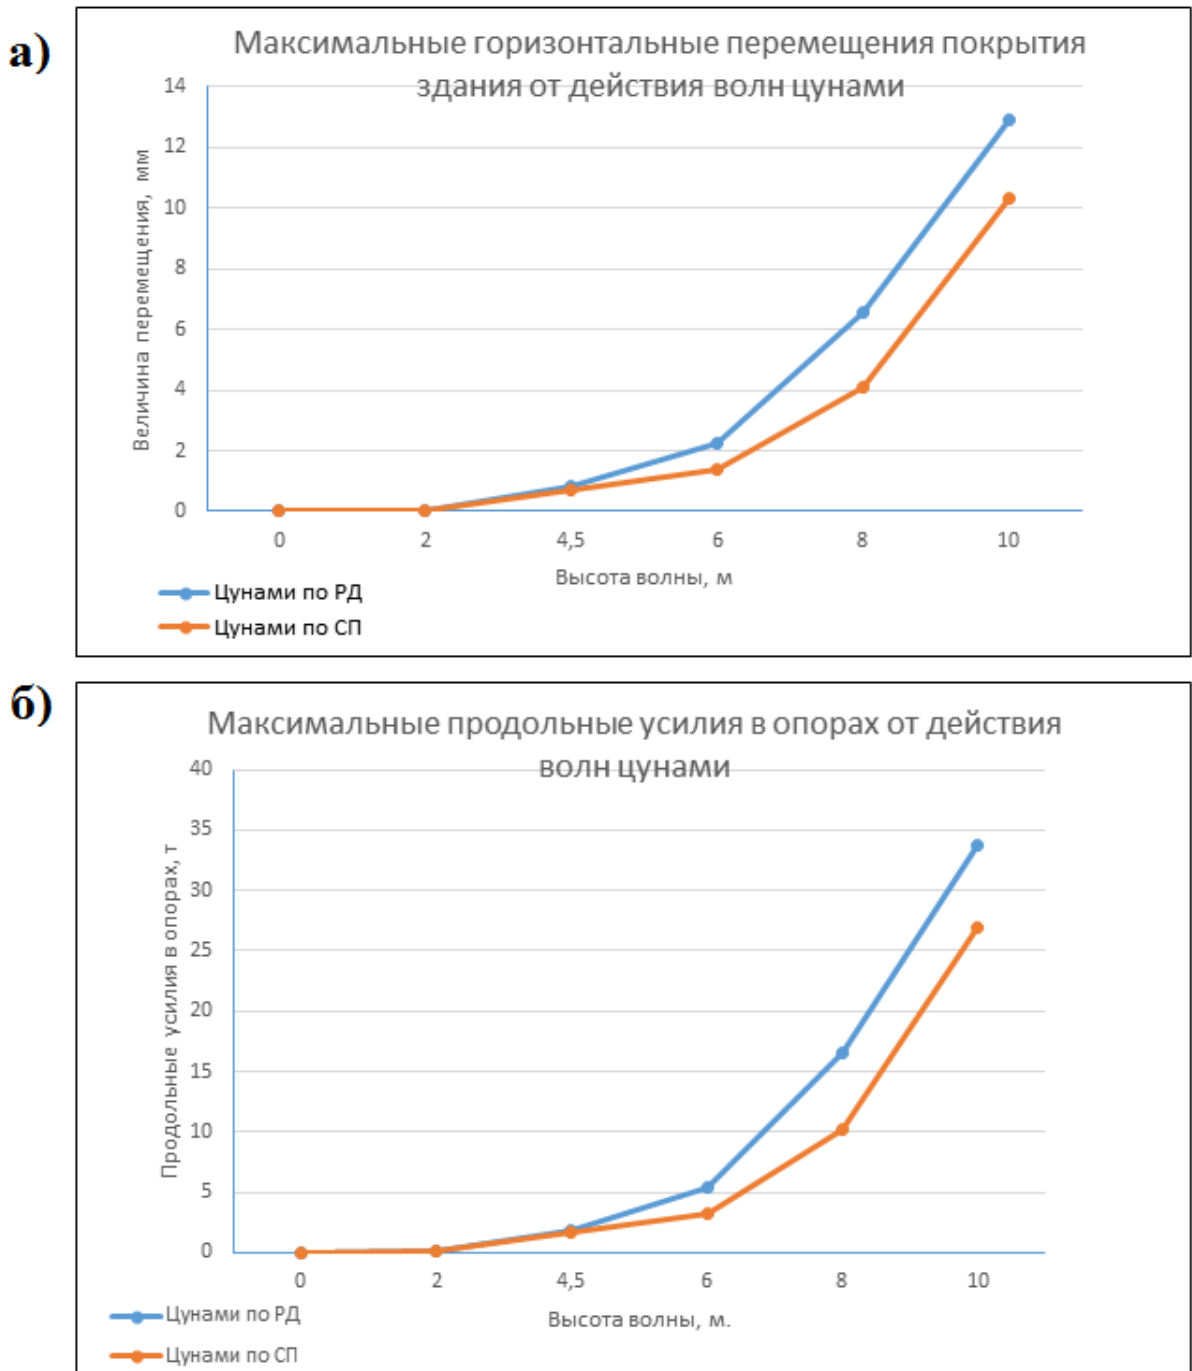 а)
Максимальные горизонтальные перемещения покрытия
здания от действия волн цунами
Величина перемещения, мм
14
12
10
8
6
4
2
0
0 2 4,5 6 8 10
Высота волны, м
Цунами по РД
Цунами по СП
б)
Максимальные продольные усилия в опорах от действия
волн цунами
Продольные усилия в опорах, т
40
35
30
25
20
15
10
5
0
0 2 4,5 6 8 10
Высота волны, м.
Цунами по РД
Цунами по СП